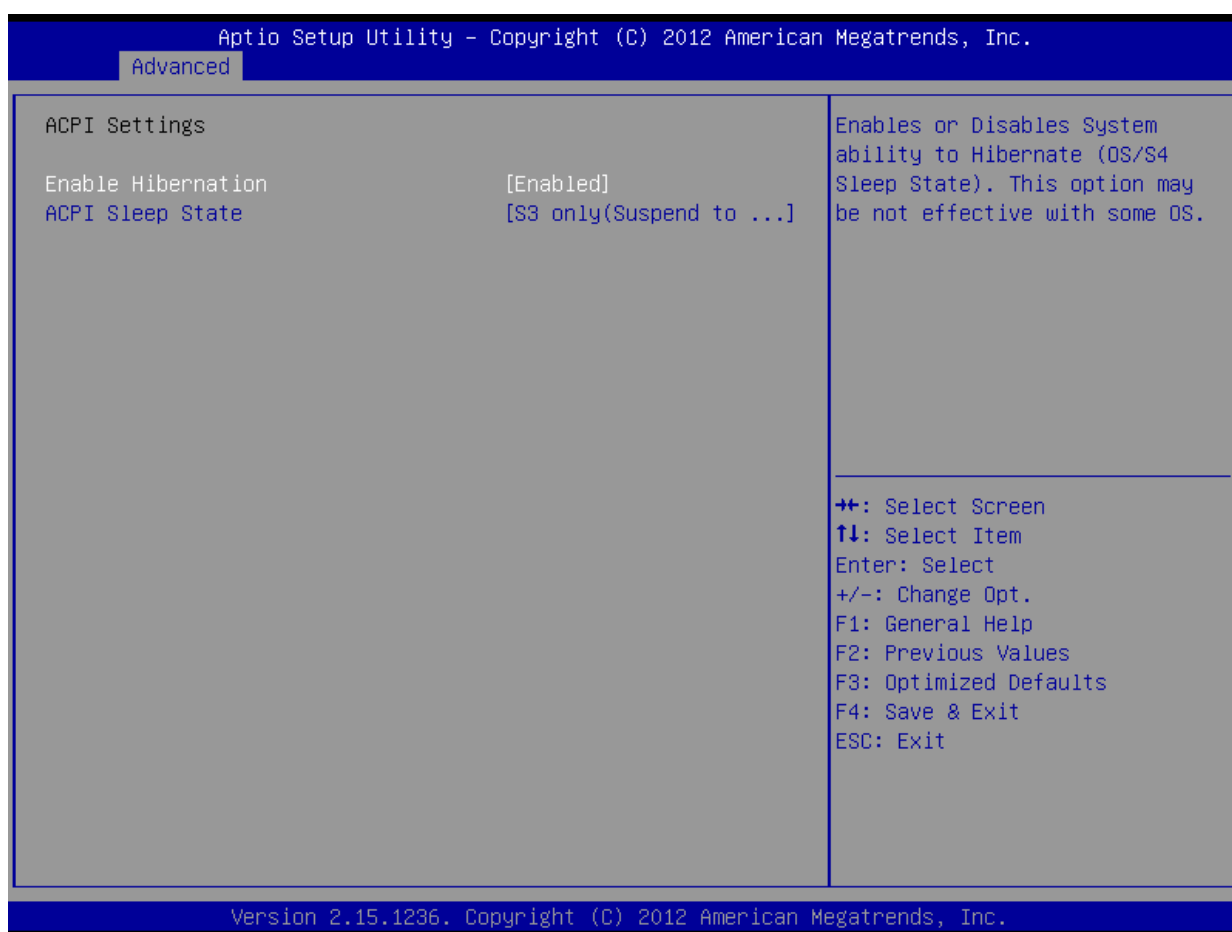 Aptio Setup Utility – Copyright (C) 2012 American Megatrends, Inc.
Advanced
ACPI Settings
Enable Hibernation [Enabled]
ACPI Sleep State [S3 only(Suspend to ...]
Enables or Disables System
ability to Hibernate (OS/S4
Sleep State). This option may
be not effective with some OS.
→←: Select Screen
↑↓: Select Item
Enter: Select
+/-: Change Opt.
F1: General Help
F2: Previous Values
F3: Optimized Defaults
F4: Save & Exit
ESC: Exit
Version 2.15.1236. Copyright (C) 2012 American Megatrends, Inc.